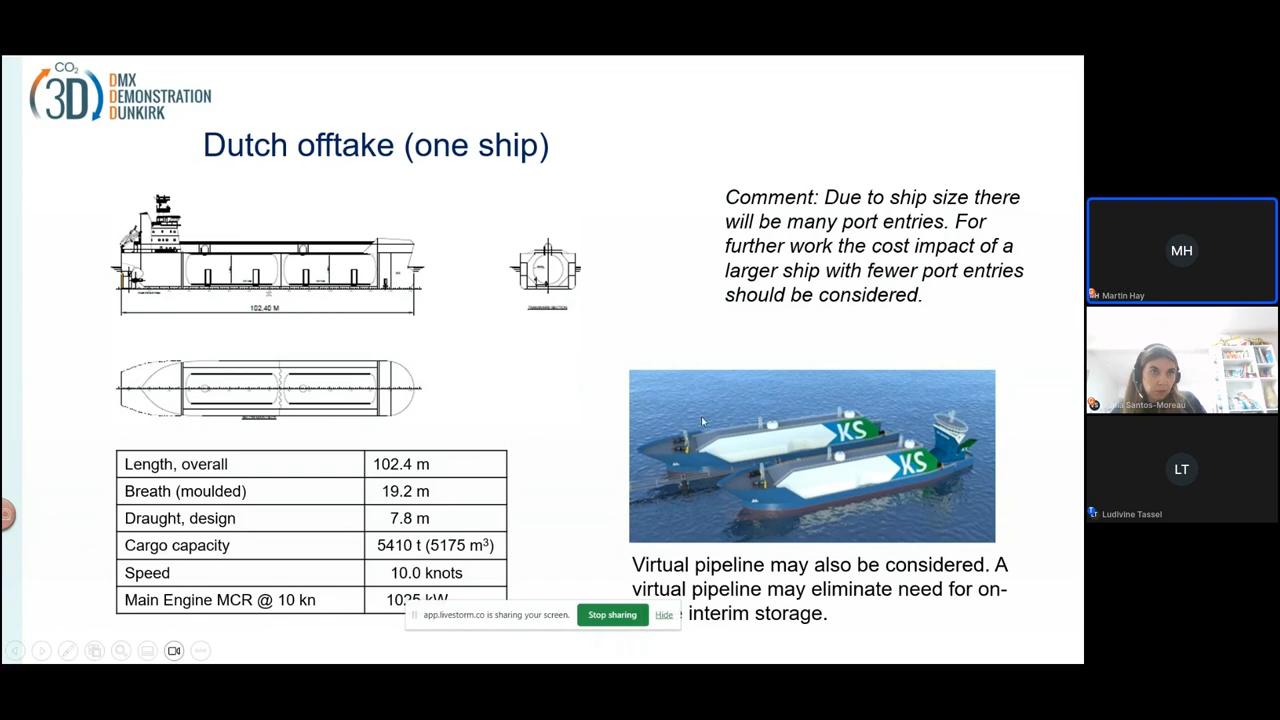 CO2
3D
DMX
DEMONSTRATION
DUNKIRK
Dutch offtake (one ship)
Comment: Due to ship size there
will be many port entries. For
further work the cost impact of a
larger ship with fewer port entries
should be considered.
102.40 M
Length, overall 102.4 m
Breath (moulded) 19.2 m
Draught, design 7.8 m
Cargo capacity 5410 t (5175 m³)
Speed 10.0 knots
Main Engine MCR @ 10 kn 1025 kW
KS
KS
Virtual pipeline may also be considered. A
virtual pipeline may eliminate need for on-
interim storage.
app.livestorm.co is sharing your screen. Stop sharing Hide
MH
Martin Hay
Santos-Moreau
LT
Ludivine Tassel